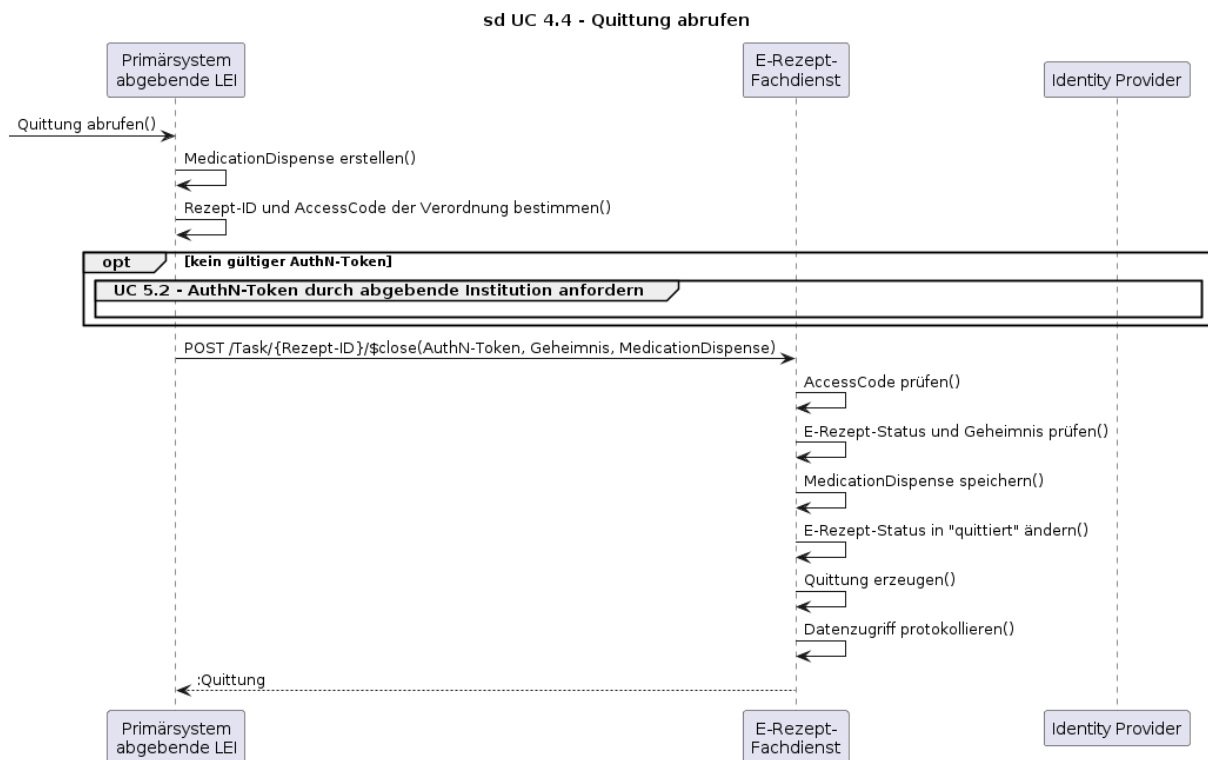 sd UC 4.4 - Quittung abrufen
Primärsystem
abgebende LEI
E-Rezept-
Fachdienst
Identity Provider
Quittung abrufen()
MedicationDispense erstellen()
Rezept-ID und AccessCode der Verordnung bestimmen()
opt [kein gültiger AuthN-Token]
UC 5.2 - AuthN-Token durch abgebende Institution anfordern
POST /Task/{Rezept-ID}/$close(AuthN-Token, Geheimnis, MedicationDispense)
AccessCode prüfen()
E-Rezept-Status und Geheimnis prüfen()
MedicationDispense speichern()
E-Rezept-Status in "quittiert" ändern()
Quittung erzeugen()
Datenzugriff protokollieren()
:Quittung
Primärsystem
abgebende LEI
E-Rezept-
Fachdienst
Identity Provider